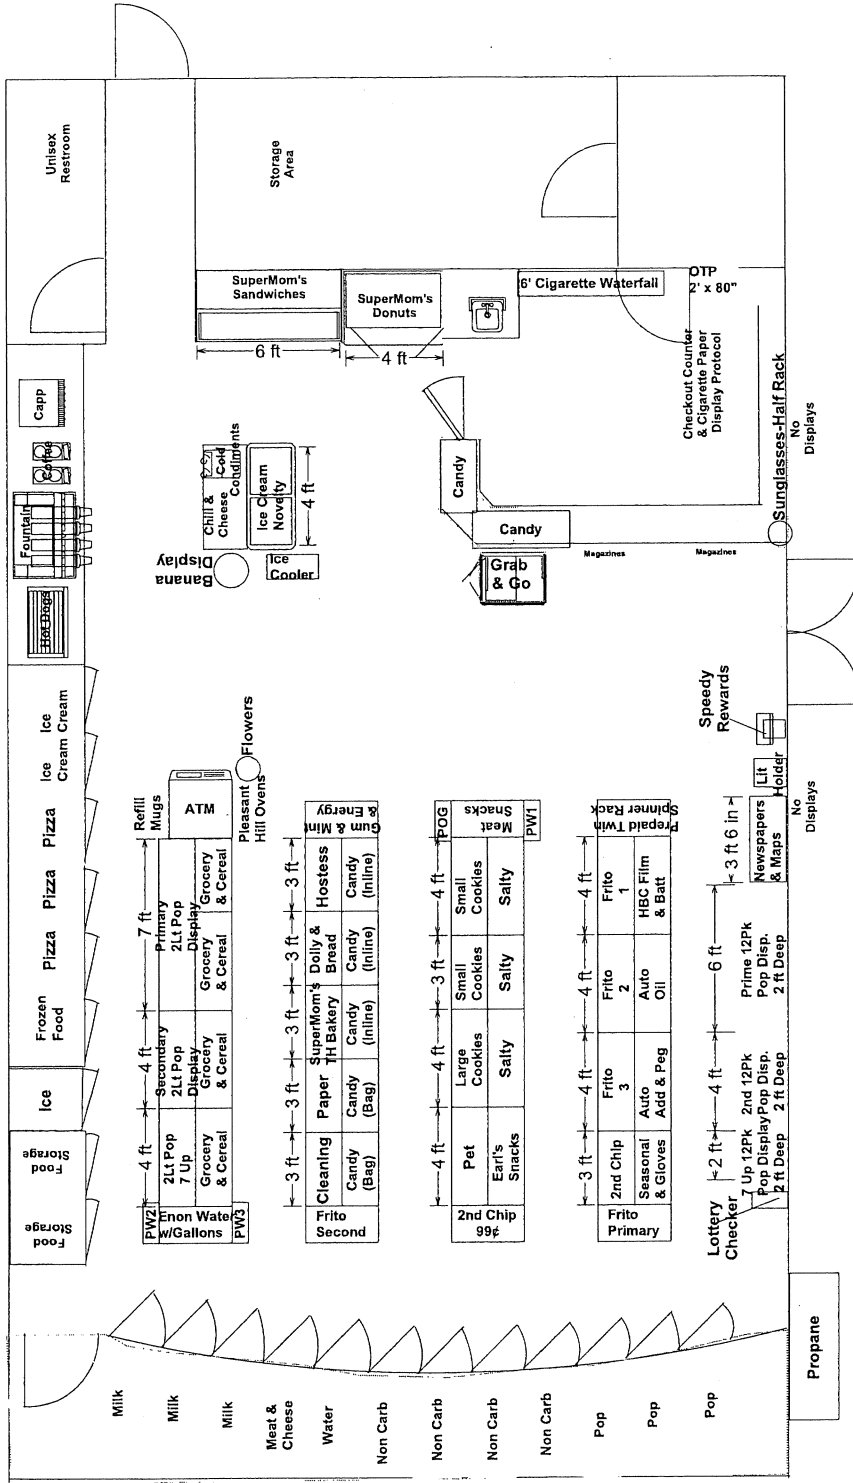 Unisex
Restroom
Storage
Area
SuperMom's
Sandwiches
SuperMom's
Donuts
6' Cigarette Waterfall
OTP
2' x 80"
6 ft
4 ft
Checkout Counter
& Cigarette Paper
Display Protocol
Sunglasses-Half Rack
No
Displays
Capp
Coffee
Fountain
Hot Dogs
Chili &
Cheese
Cold
Condiments
Ice Cream
Novelty
4 ft
Banana
Display
Ice
Cooler
Candy
Candy
Magazines
Magazines
Grab
& Go
Speedy
Rewards
Lit
Holder
Newspapers
& Maps
3 ft 6 in
No
Displays
Ice
Cream
Ice
Cream
Pizza
Pizza
Pizza
Frozen
Food
Ice
Food
Storage
Food
Storage
Refill
Mugs
ATM
Flowers
Pleasant
Hill Ovens
7 ft
4 ft
4 ft
Primary
2Lt Pop
Display
Secondary
2Lt Pop
Display
2Lt Pop
7 Up
Grocery
& Cereal
Grocery
& Cereal
Grocery
& Cereal
Grocery
& Cereal
PW2
Enon Water
w/Gallons
PW3
Gum & Mint
& Energy
3 ft
3 ft
3 ft
3 ft
3 ft
Hostess
Dolly &
Bread
SuperMom's
TH Bakery
Paper
Cleaning
Candy
(Inline)
Candy
(Inline)
Candy
(Inline)
Candy
(Bag)
Candy
(Bag)
Frito
Second
POG
Meat
Snacks
PW1
4 ft
3 ft
4 ft
4 ft
Small
Cookies
Small
Cookies
Large
Cookies
Pet
Salty
Salty
Salty
Earl's
Snacks
2nd Chip
99¢
Prepaid Twin
Spinner Rack
4 ft
4 ft
4 ft
3 ft
Frito
1
Frito
2
Frito
3
2nd Chip
HBC Film
& Batt
Auto
Oil
Auto
Add & Peg
Seasonal
& Gloves
Frito
Primary
6 ft
4 ft
2 ft
Prime 12Pk
Pop Disp.
2 ft Deep
2nd 12Pk
Pop Disp.
2 ft Deep
7 Up 12Pk
Pop Display
2 ft Deep
Lottery
Checker
Propane
Milk
Milk
Milk
Meat &
Cheese
Water
Non Carb
Non Carb
Non Carb
Non Carb
Pop
Pop
Pop